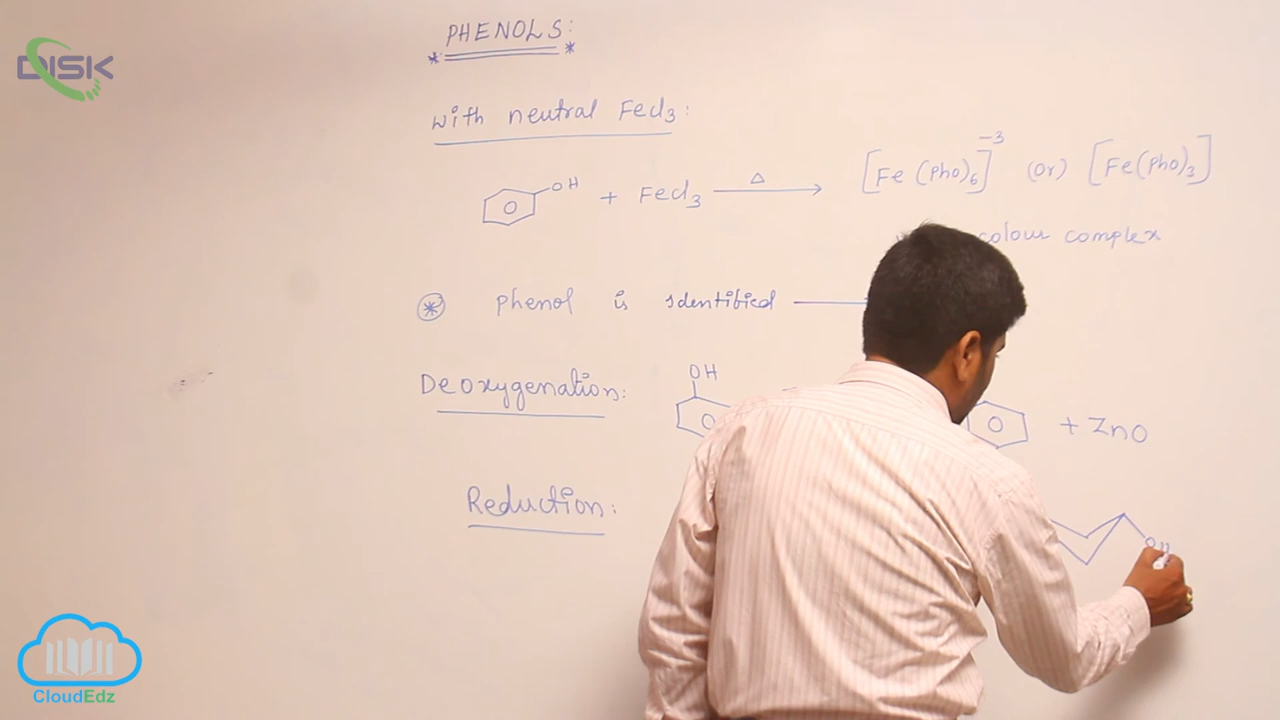 DISK
PHENOLS:
with neutral Fecl3:
OH + Fecl3 Δ [Fe (Pho)6]-3 (Or) [Fe(Pho)3]
colour complex
Phenol is identified
Deoxygenation: OH + ZnO
Reduction: OH
CloudEdz